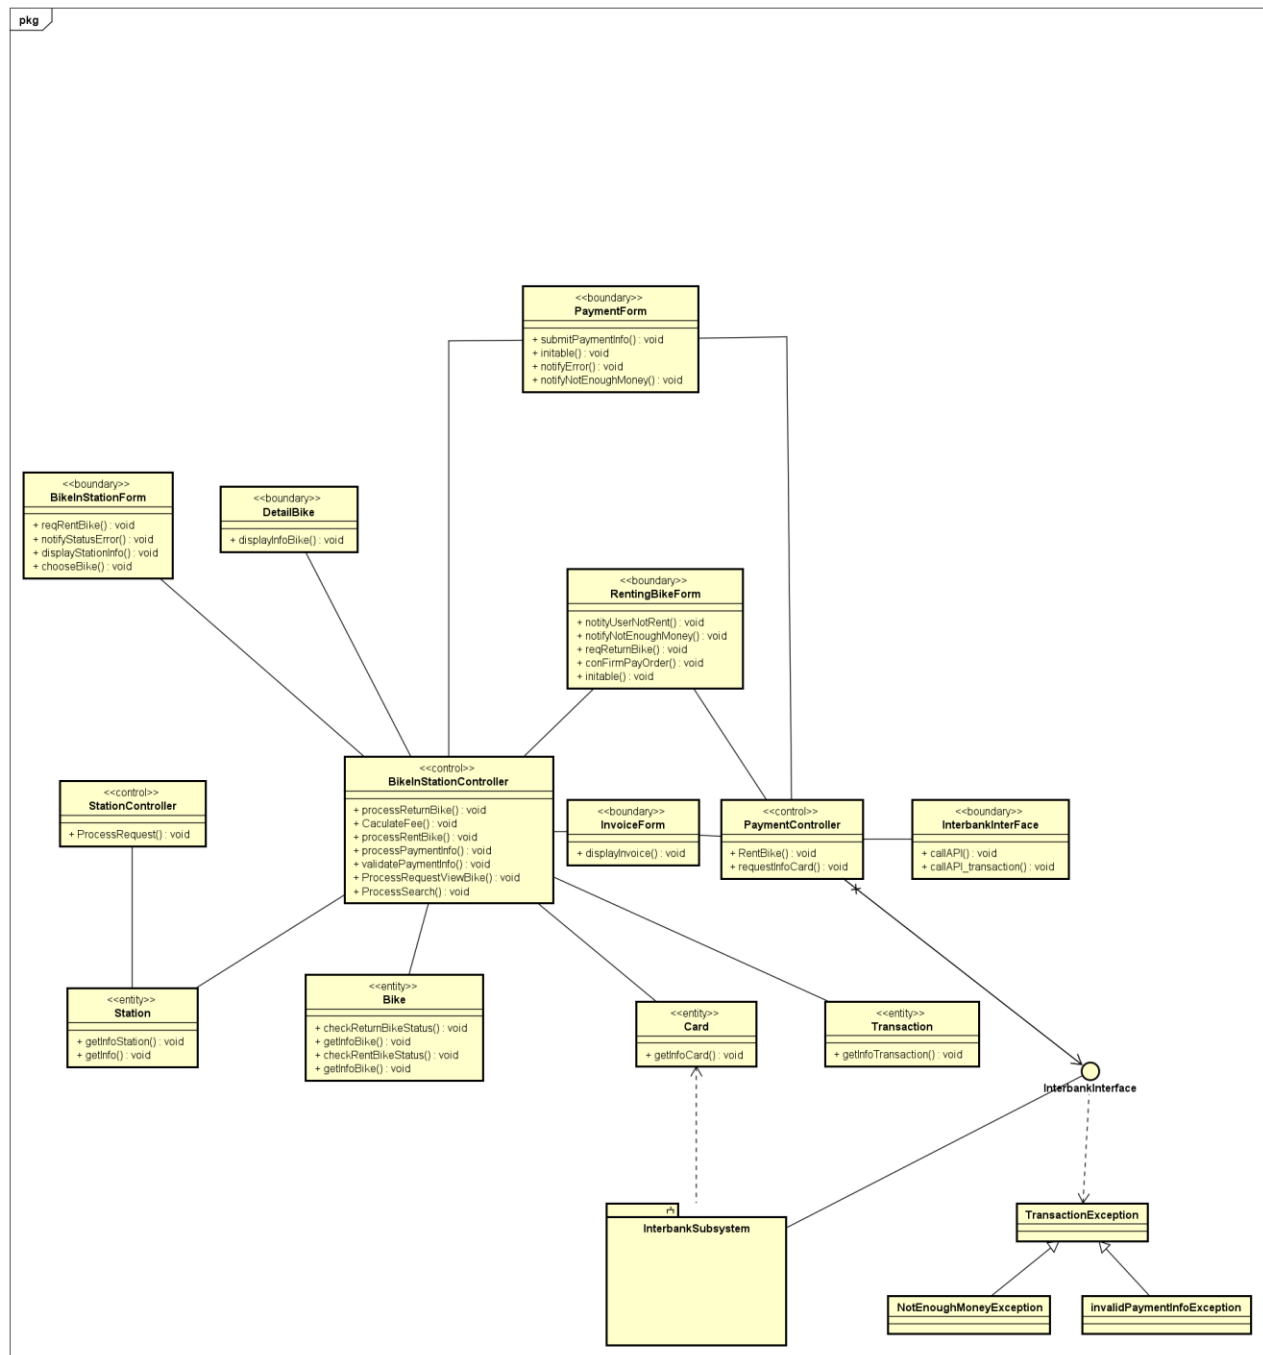 pkg
<<boundary>>
PaymentForm
+ submitPaymentInfo() : void
+ initable() : void
+ notifyError() : void
+ notifyNotEnoughMoney() : void
<<boundary>>
BikeInStationForm
+ reqRentBike() : void
+ notifyStatusError() : void
+ displayStationInfo() : void
+ chooseBike() : void
<<boundary>>
DetailBike
+ displayInfoBike() : void
<<boundary>>
RentingBikeForm
+ notityUserNotRent() : void
+ notifyNotEnoughMoney() : void
+ reqReturnBike() : void
+ conFirmPayOrder() : void
+ initable() : void
<<control>>
StationController
+ ProcessRequest() : void
<<control>>
BikeInStationController
+ processReturnBike() : void
+ CaculateFee() : void
+ processRentBike() : void
+ processPaymentInfo() : void
+ validatePaymentInfo() : void
+ ProcessRequestViewBike() : void
+ ProcessSearch() : void
<<boundary>>
InvoiceForm
+ displayInvoice() : void
<<control>>
PaymentController
+ RentBike() : void
+ requestInfoCard() : void
<<boundary>>
InterbankInterFace
+ callAPI() : void
+ callAPI_transaction() : void
<<entity>>
Station
+ getInfoStation() : void
+ getInfo() : void
<<entity>>
Bike
+ checkReturnBikeStatus() : void
+ getInfoBike() : void
+ checkRentBikeStatus() : void
+ getInfoBike() : void
<<entity>>
Card
+ getInfoCard() : void
<<entity>>
Transaction
+ getInfoTransaction() : void
InterbankInterface
InterbankSubsystem
TransactionException
NotEnoughMoneyException
invalidPaymentInfoException